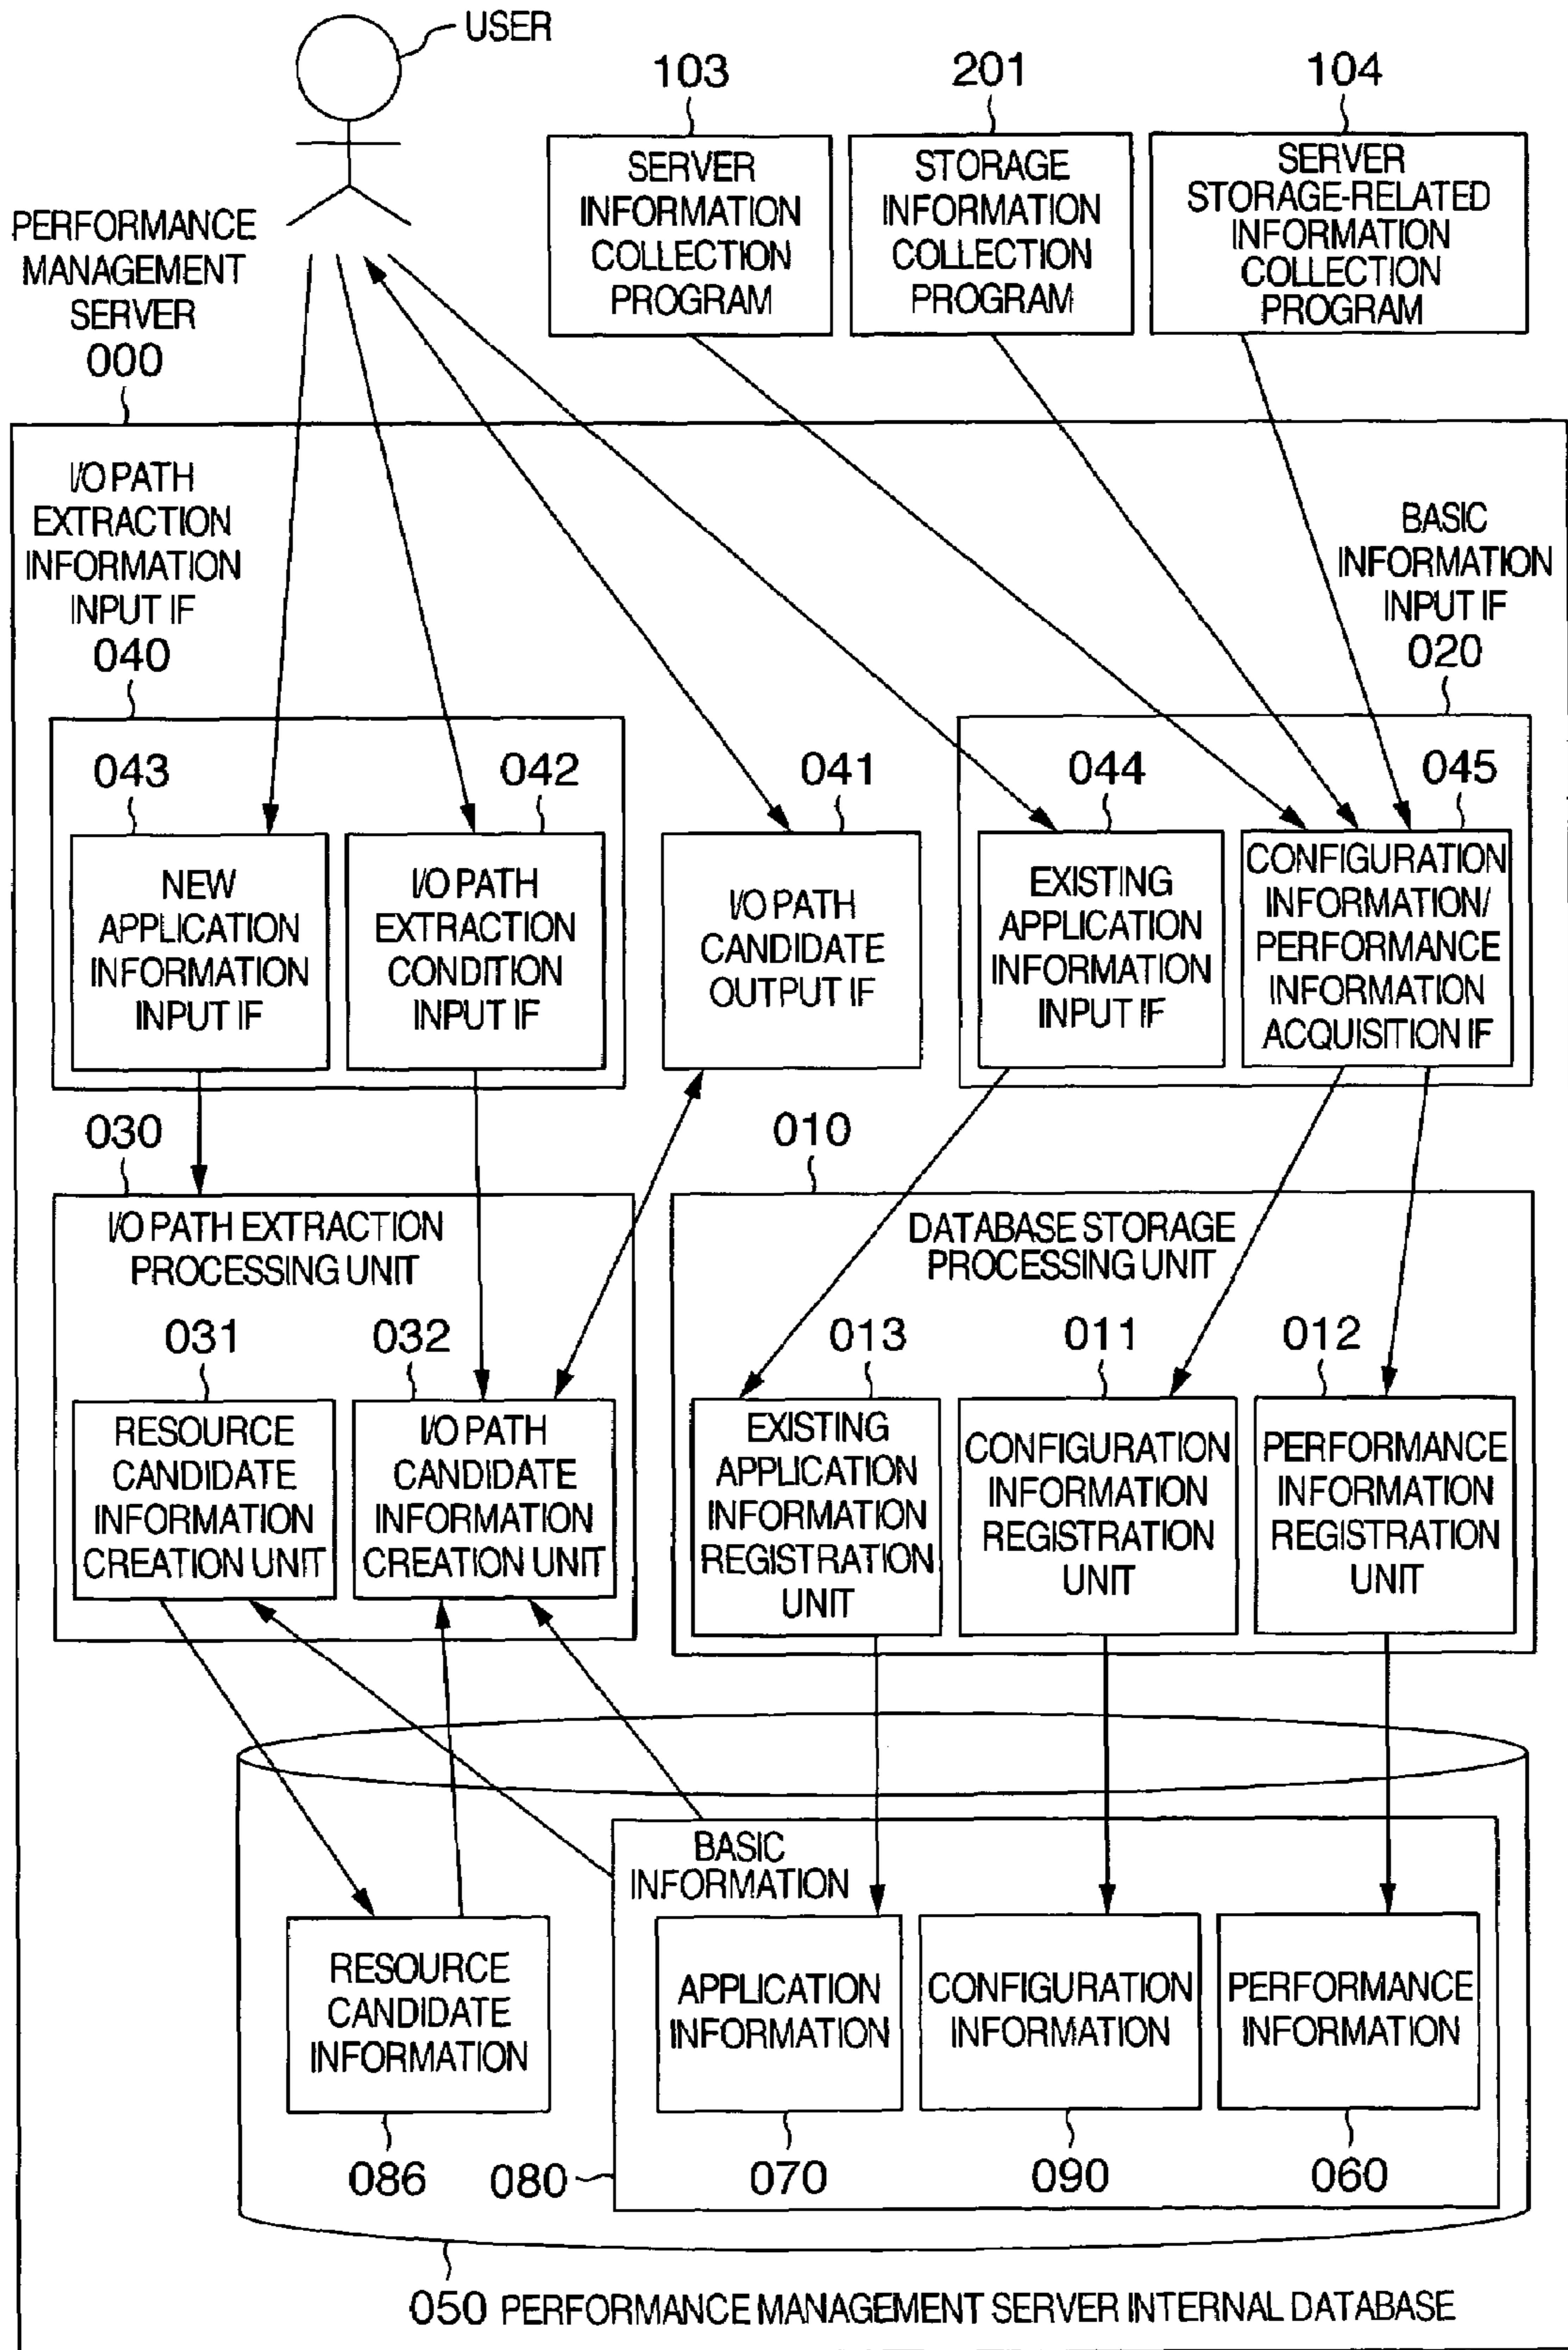 USER
103
201
104
SERVER
INFORMATION
COLLECTION
PROGRAM
STORAGE
INFORMATION
COLLECTION
PROGRAM
SERVER
STORAGE-RELATED
INFORMATION
COLLECTION
PROGRAM
PERFORMANCE
MANAGEMENT
SERVER
000
I/O PATH
EXTRACTION
INFORMATION
INPUT IF
040
BASIC
INFORMATION
INPUT IF
020
043
042
041
044
045
NEW
APPLICATION
INFORMATION
INPUT IF
I/O PATH
EXTRACTION
CONDITION
INPUT IF
I/O PATH
CANDIDATE
OUTPUT IF
EXISTING
APPLICATION
INFORMATION
INPUT IF
CONFIGURATION
INFORMATION/
PERFORMANCE
INFORMATION
ACQUISITION IF
030
010
I/O PATH EXTRACTION
PROCESSING UNIT
DATABASE STORAGE
PROCESSING UNIT
031
032
013
011
012
RESOURCE
CANDIDATE
INFORMATION
CREATION UNIT
I/O PATH
CANDIDATE
INFORMATION
CREATION UNIT
EXISTING
APPLICATION
INFORMATION
REGISTRATION
UNIT
CONFIGURATION
INFORMATION
REGISTRATION
UNIT
PERFORMANCE
INFORMATION
REGISTRATION
UNIT
BASIC
INFORMATION
RESOURCE
CANDIDATE
INFORMATION
APPLICATION
INFORMATION
CONFIGURATION
INFORMATION
PERFORMANCE
INFORMATION
086
080
070
090
060
050 PERFORMANCE MANAGEMENT SERVER INTERNAL DATABASE